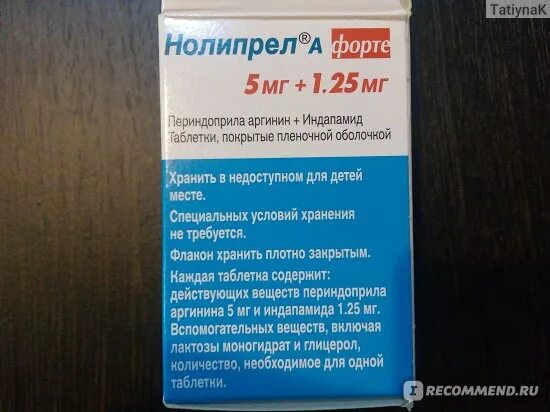 TatiynaK
Нолипрел® А форте
5 мг + 1.25 мг
Периндоприла аргинин + Индапамид
Таблетки, покрытые пленочной оболочкой
Хранить в недоступном для детей
месте.
Специальных условий хранения
не требуется.
Флакон хранить плотно закрытым.
Каждая таблетка содержит:
действующих веществ периндоприла
аргинина 5 мг и индапамида 1.25 мг.
Вспомогательных веществ, включая
лактозы моногидрат и глицерол,
количество, необходимое для одной
таблетки.
IRECOMMEND.RU